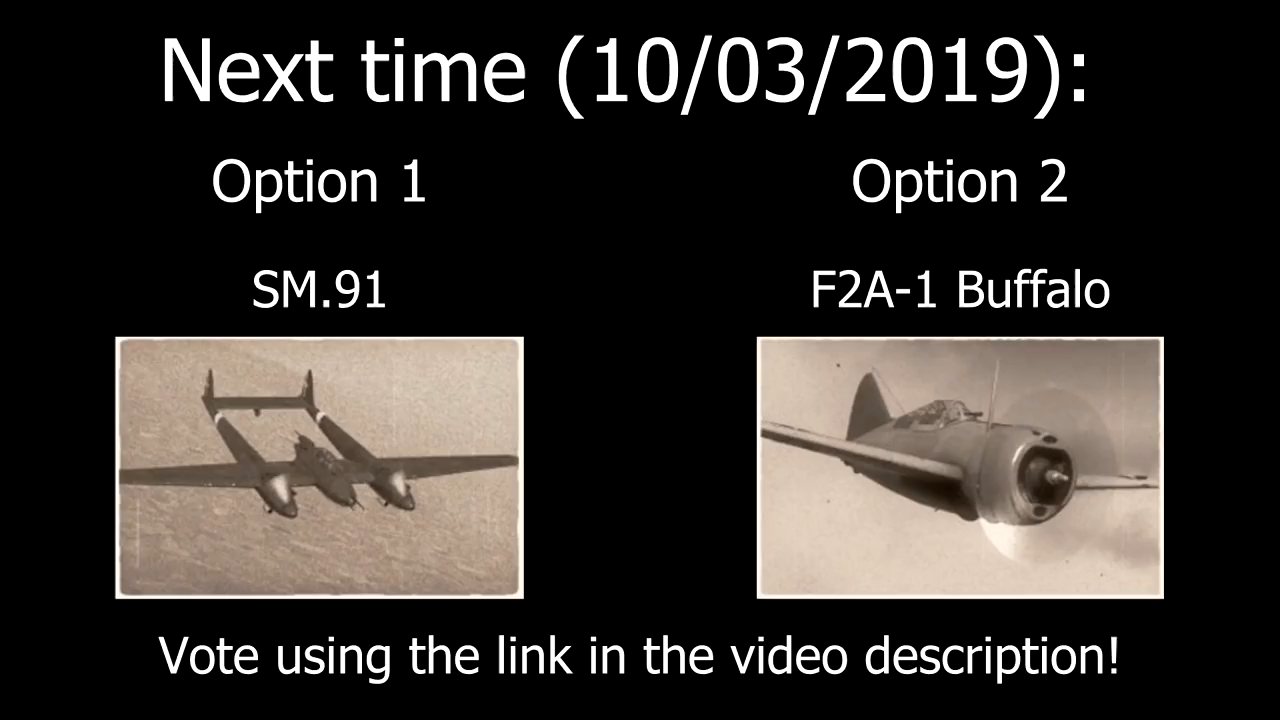 Next time (10/03/2019):
Option 1
Option 2
SM.91
F2A-1 Buffalo
Vote using the link in the video description!